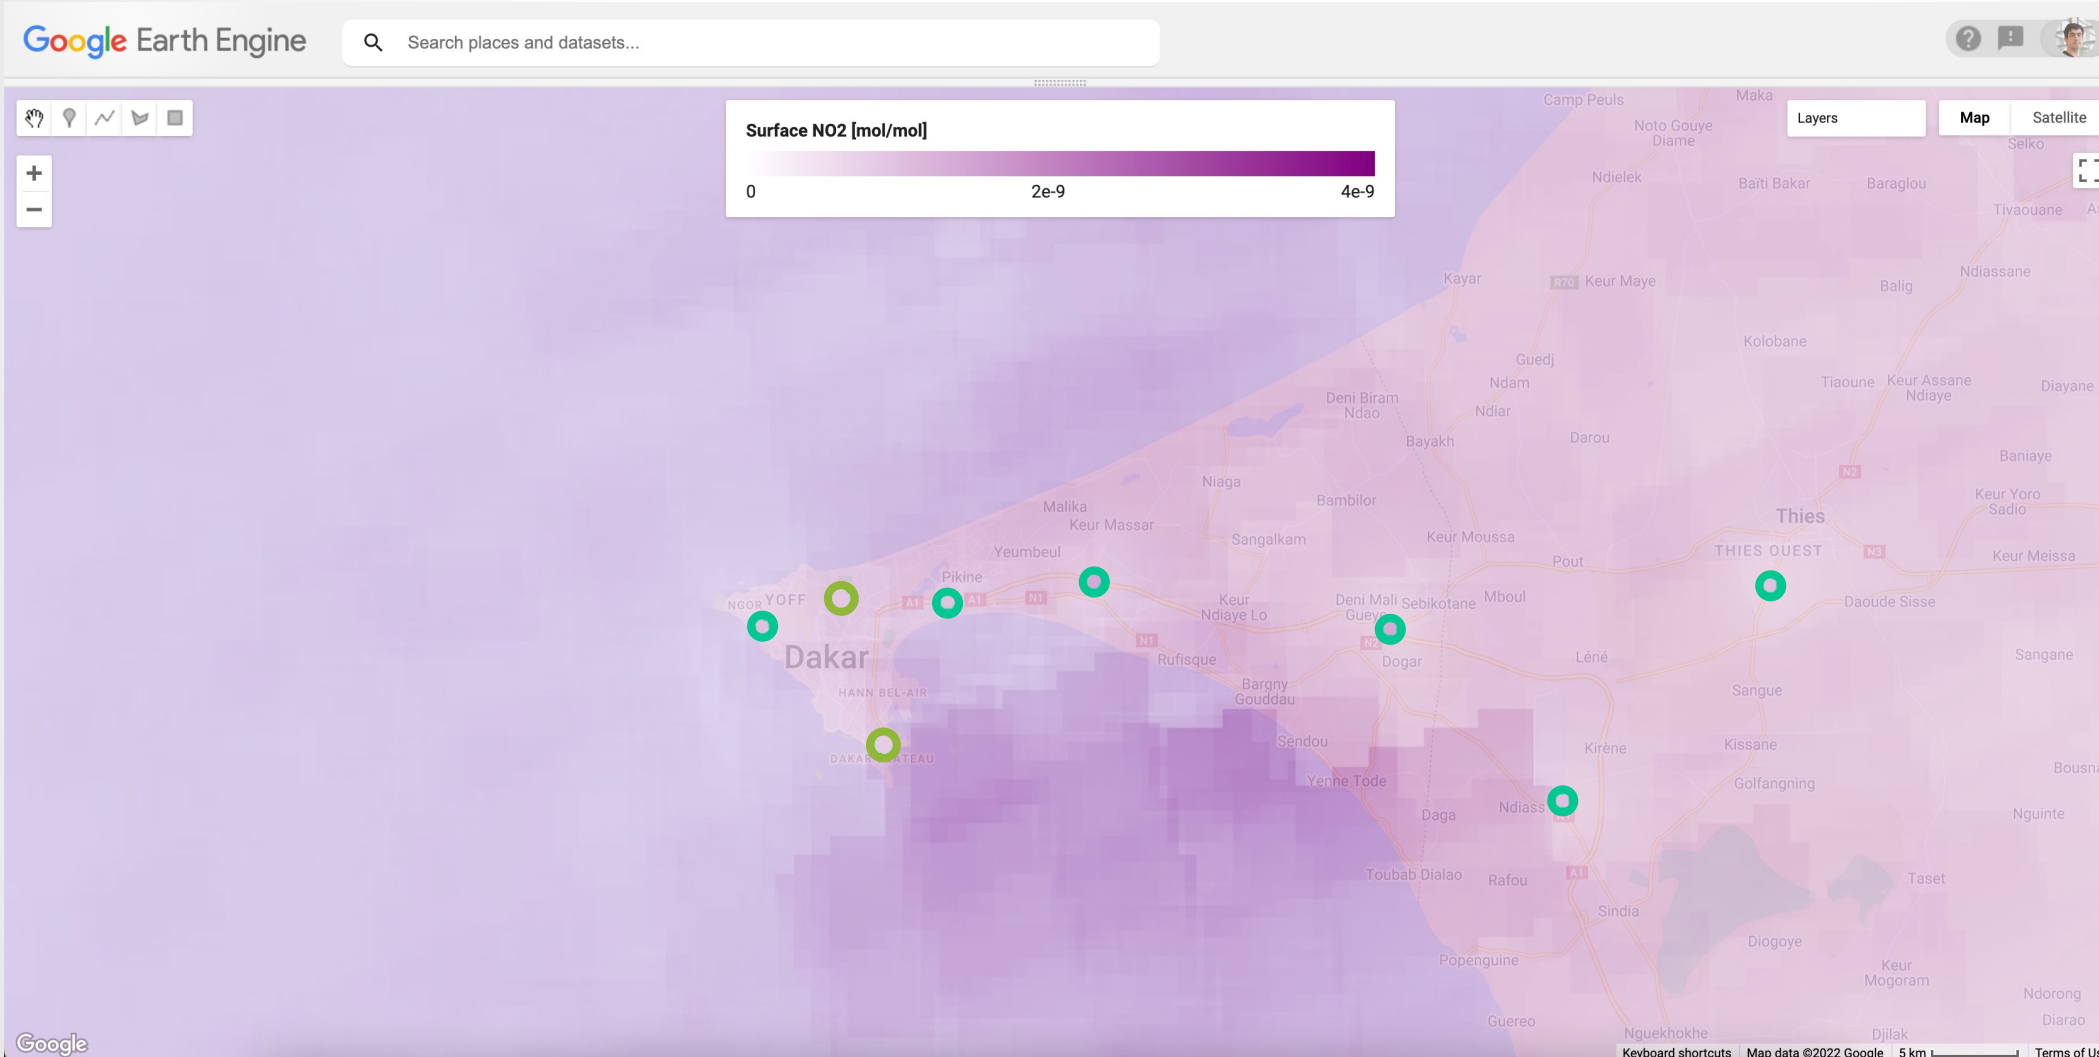 Google Earth Engine
Search places and datasets...
Surface NO2 [mol/mol]
0 2e-9 4e-9
Layers
Map Satellite
Camp Peuls
Maka
Noto Gouye
Diame
Selko
Ndielek
Baïti Bakar
Baraglou
Tivaouane
Ndiassane
Kayar
R70
Keur Maye
Balig
Kolobane
Guedj
Ndam
Tiaoune
Keur Assane
Ndiaye
Diayane
Deni Biram
Ndao
Ndiar
Bayakh
Darou
Baniaye
N2
Niaga
Bambilor
Keur Yoro
Sadio
Malika
Keur Massar
Thies
Sangalkam
Keur Moussa
THIES OUEST
N3
Keur Meissa
Yeumbeul
Pout
Pikine
NGOR
YOFF
A1
A1
N1
Keur
Ndiaye Lo
Deni Mali
Gueye
Sebikotane
Mboul
Daoude Sisse
N1
N2
Dakar
Rufisque
Dogar
Léné
Sangane
HANN BEL-AIR
Bargny
Gouddau
Sangue
Sendou
Kirène
Kissane
Yenne Tode
Golfangning
Ndiass
Daga
Nguinte
Toubab Dialao
Rafou
A1
Taset
Sindia
Diogoye
Popenguine
Keur
Mogoram
Ndorong
Guereo
Nguekhokhe
Djilak
Diarao
Google
Keyboard shortcuts Map data ©2022 Google 5 km Terms of